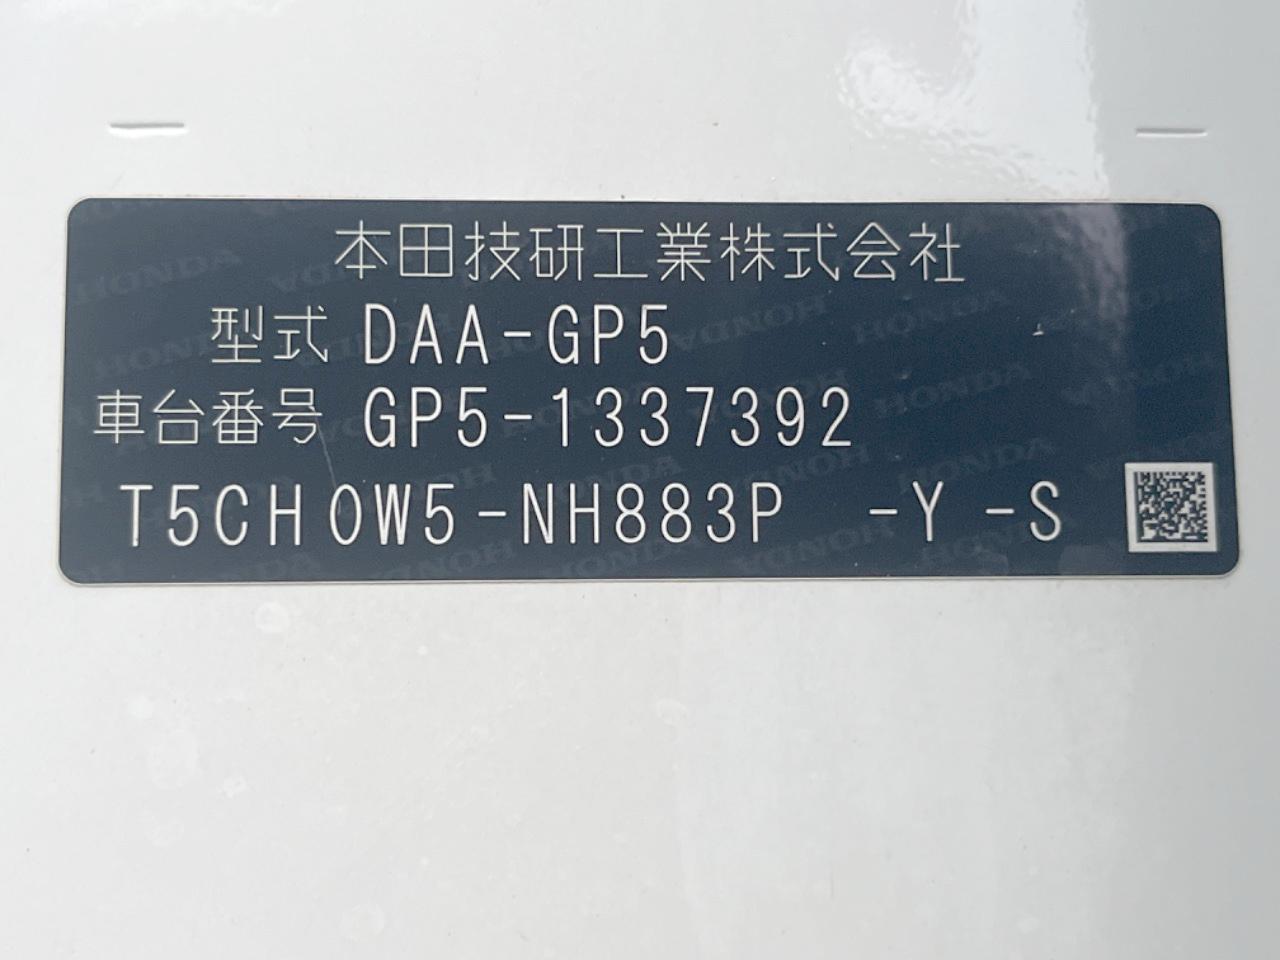 本田技研工業株式会社
型式 DAA-GP5
車台番号 GP5-1337392
T5CH0W5-NH883P -Y -S